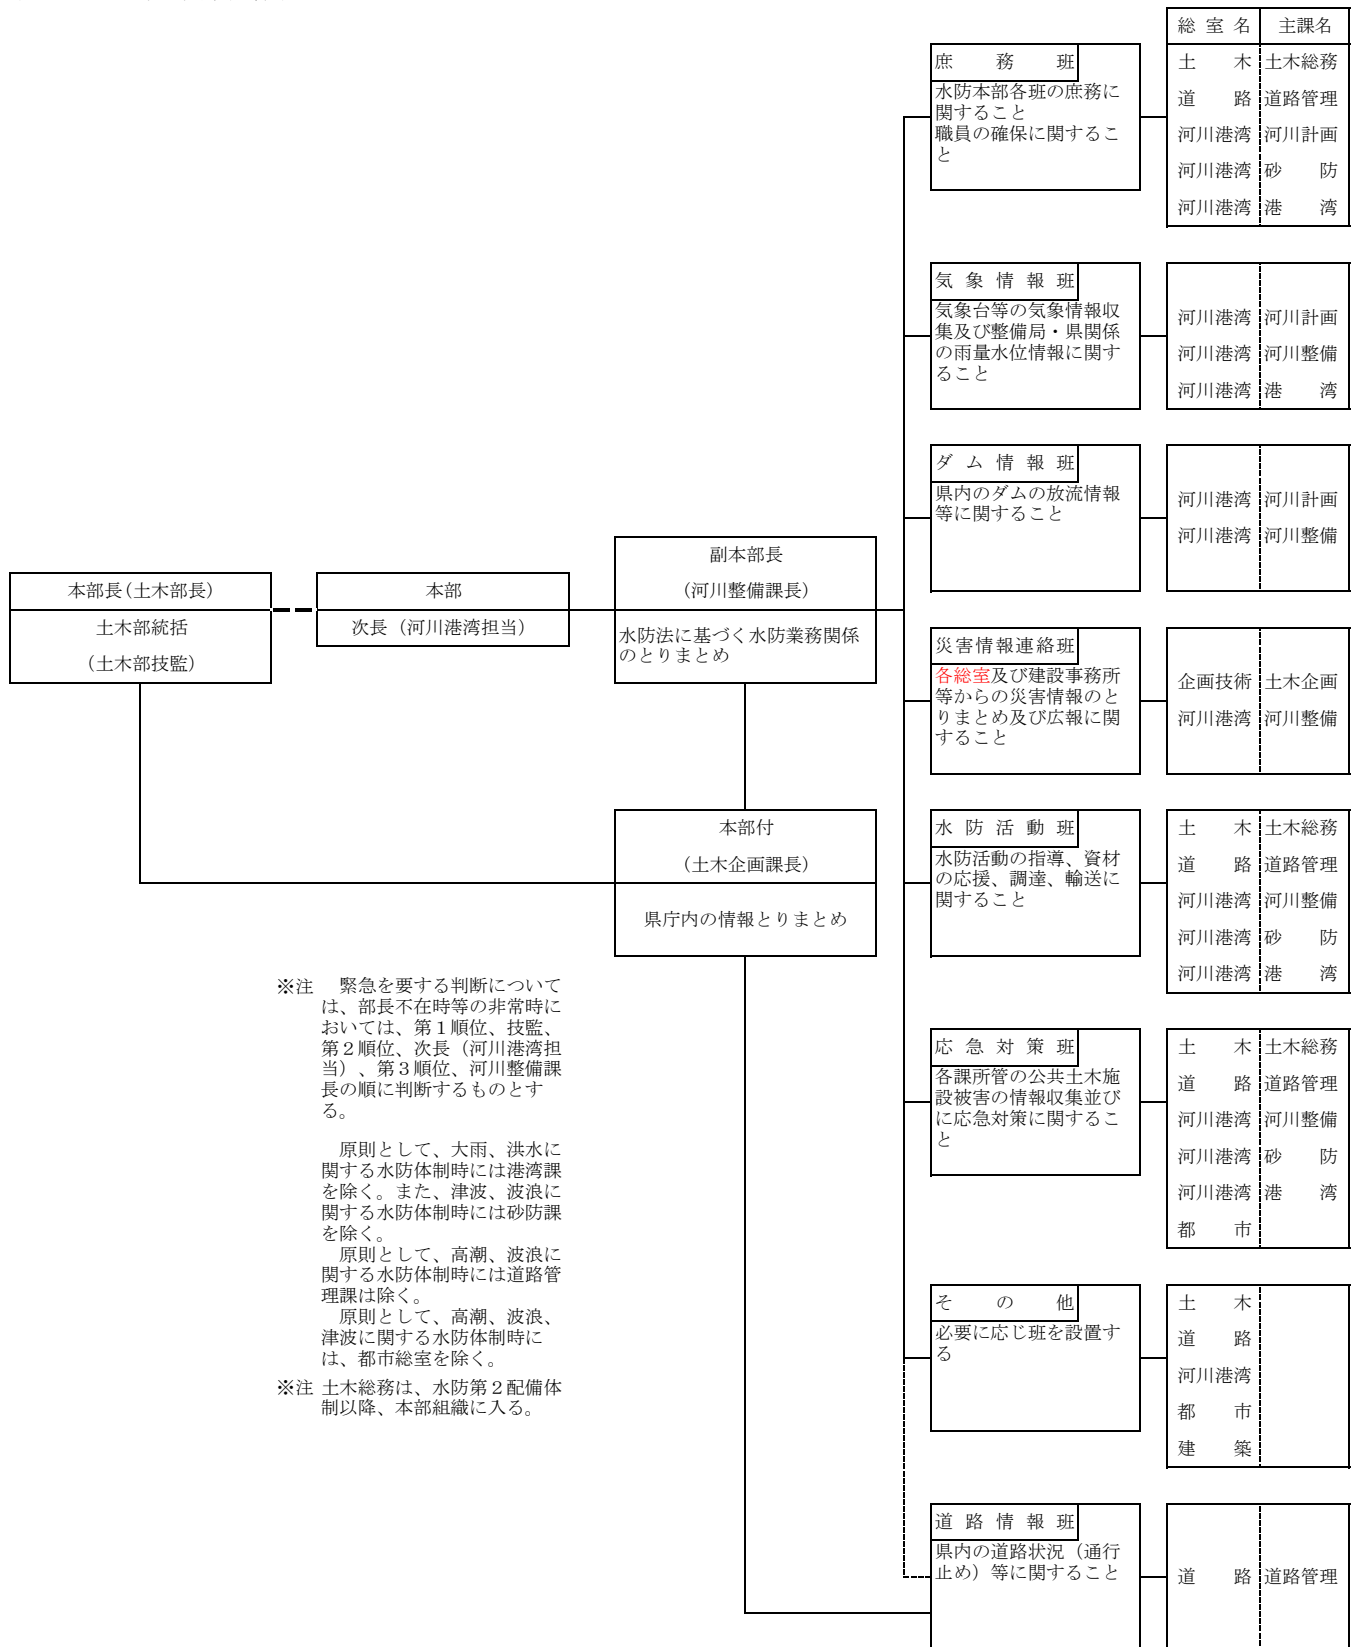 総室名 主課名
庶務班
水防本部各班の庶務に
関すること
職員の確保に関するこ
と
土木 土木総務
道路 道路管理
河川港湾 河川計画
河川港湾 砂防
河川港湾 港湾
気象情報班
気象台等の気象情報収
集及び整備局・県関係
の雨量水位情報に関す
ること
河川港湾 河川計画
河川港湾 河川整備
河川港湾 港湾
ダム情報班
県内のダムの放流情報
等に関すること
河川港湾 河川計画
河川港湾 河川整備
本部長(土木部長)
土木部統括
(土木部技監)
本部
次長(河川港湾担当)
副本部長
(河川整備課長)
水防法に基づく水防業務関係
のとりまとめ
災害情報連絡班
各総室及び建設事務所
等からの災害情報のと
りまとめ及び広報に関
すること
企画技術 土木企画
河川港湾 河川整備
本部付
(土木企画課長)
県庁内の情報とりまとめ
水防活動班
水防活動の指導、資材
の応援、調達、輸送に
関すること
土木 土木総務
道路 道路管理
河川港湾 河川整備
河川港湾 砂防
河川港湾 港湾
※注 緊急を要する判断について
は、部長不在時等の非常時に
おいては、第1順位、技監、
第2順位、次長(河川港湾担
当)、第3順位、河川整備課
長の順に判断するものとす
る。
原則として、大雨、洪水に
関する水防体制時には港湾課
を除く。また、津波、波浪に
関する水防体制時には砂防課
を除く。
原則として、高潮、波浪に
関する水防体制時には道路管
理課は除く。
原則として、高潮、波浪、
津波に関する水防体制時に
は、都市総室を除く。
※注 土木総務は、水防第2配備体
制以降、本部組織に入る。
応急対策班
各課所管の公共土木施
設被害の情報収集並び
に応急対策に関するこ
と
土木 土木総務
道路 道路管理
河川港湾 河川整備
河川港湾 砂防
河川港湾 港湾
都市
その他
必要に応じ班を設置す
る
土木
道路
河川港湾
都市
建築
道路情報班
県内の道路状況(通行
止め)等に関すること
道路 道路管理